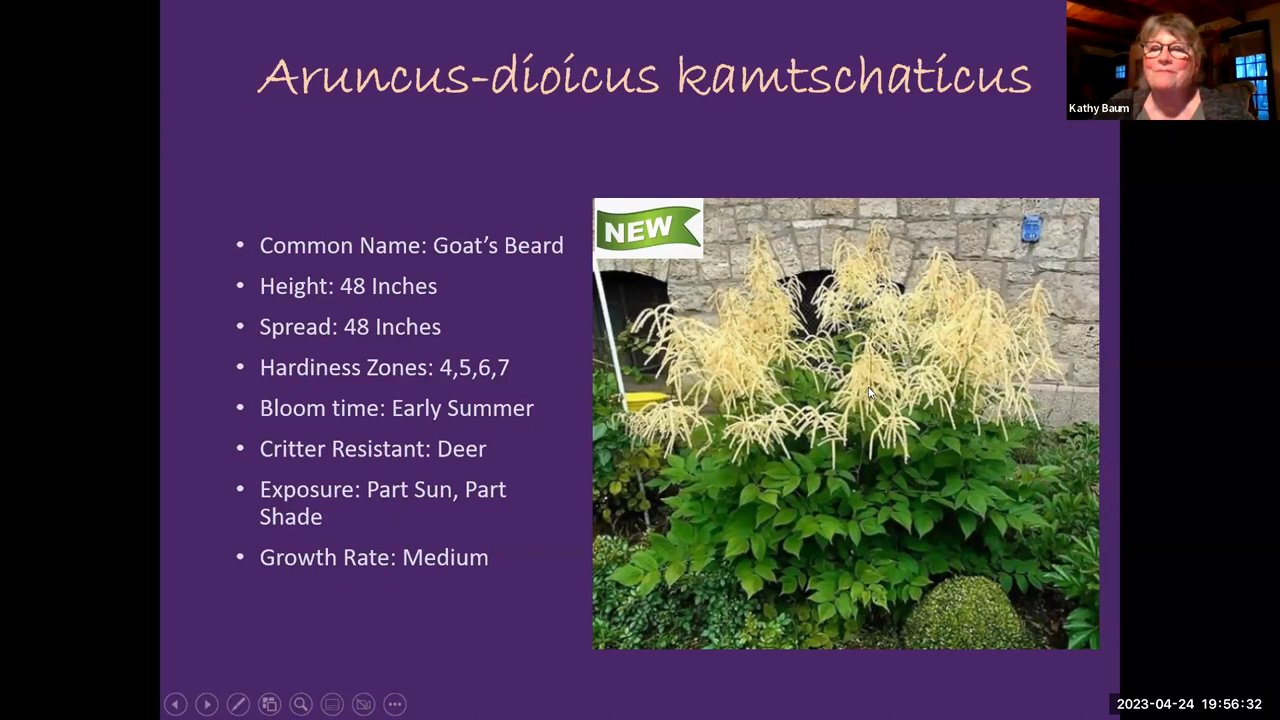 Aruncus-dioicus kamtschaticus
Kathy Baum
NEW
• Common Name: Goat’s Beard
• Height: 48 Inches
• Spread: 48 Inches
• Hardiness Zones: 4,5,6,7
• Bloom time: Early Summer
• Critter Resistant: Deer
• Exposure: Part Sun, Part
Shade
• Growth Rate: Medium
2023-04-24 19:56:32